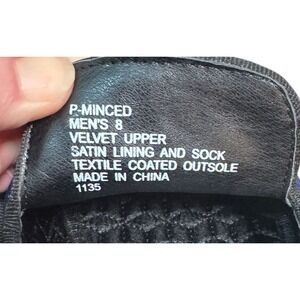 P-MINCED
MEN'S 8
VELVET UPPER
SATIN LINING AND SOCK
TEXTILE COATED OUTSOLE
MADE IN CHINA
1135